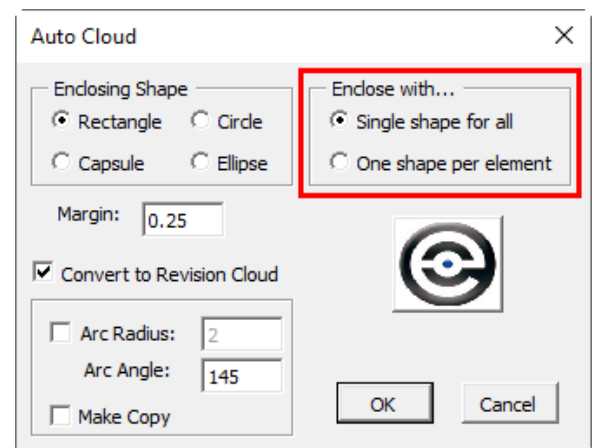 Auto Cloud
Enclosing Shape
Rectangle
Circle
Capsule
Ellipse
Enclose with...
Single shape for all
One shape per element
Margin: 0.25
Convert to Revision Cloud
Arc Radius: 2
Arc Angle: 145
Make Copy
OK
Cancel